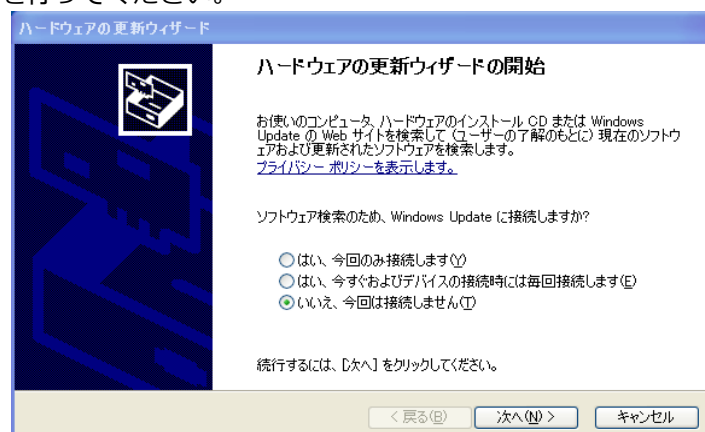 を行ってください。
ハードウェアの更新ウィザード
ハードウェアの更新ウィザードの開始
お使いのコンピュータ、ハードウェアのインストール CD または Windows
Update の Web サイトを検索して (ユーザーの了解のもとに) 現在のソフトウ
ェアおよび更新されたソフトウェアを検索します。
プライバシー ポリシーを表示します。
ソフトウェア検索のため、Windows Update に接続しますか?
はい、今回のみ接続します(Y)
はい、今すぐおよびデバイスの接続時には毎回接続します(E)
いいえ、今回は接続しません(T)
続行するには、[次へ] をクリックしてください。
< 戻る(B) 次へ(N) > キャンセル